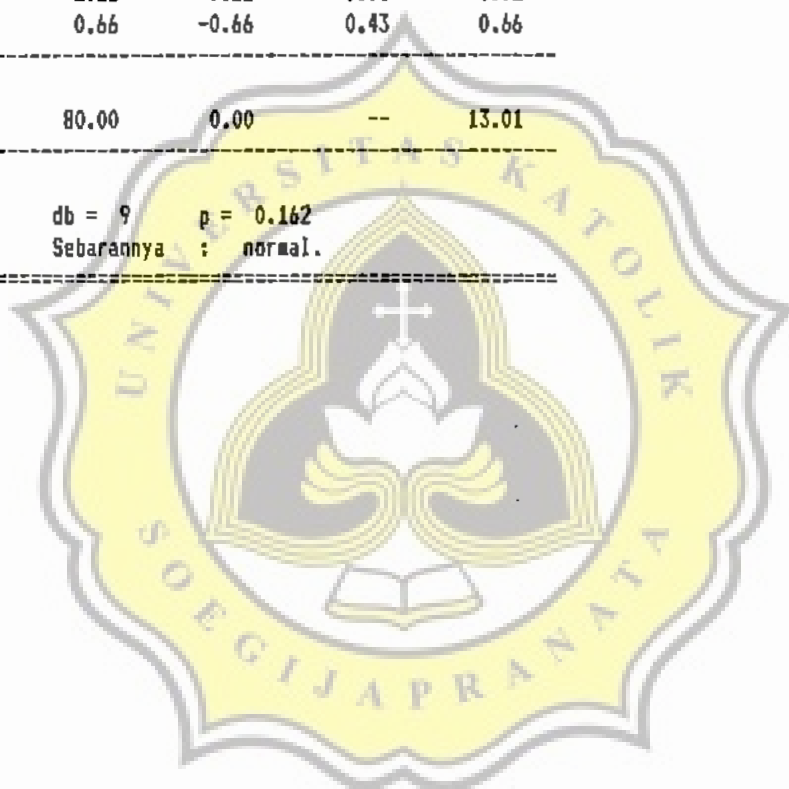 0.66 -0.66 0.43 0.66
80.00 0.00 -- 13.01
db = 9 p = 0.162
Sebarannya : normal.
UNIVERSITAS KATOLIK
SOEGIJAPRANATA